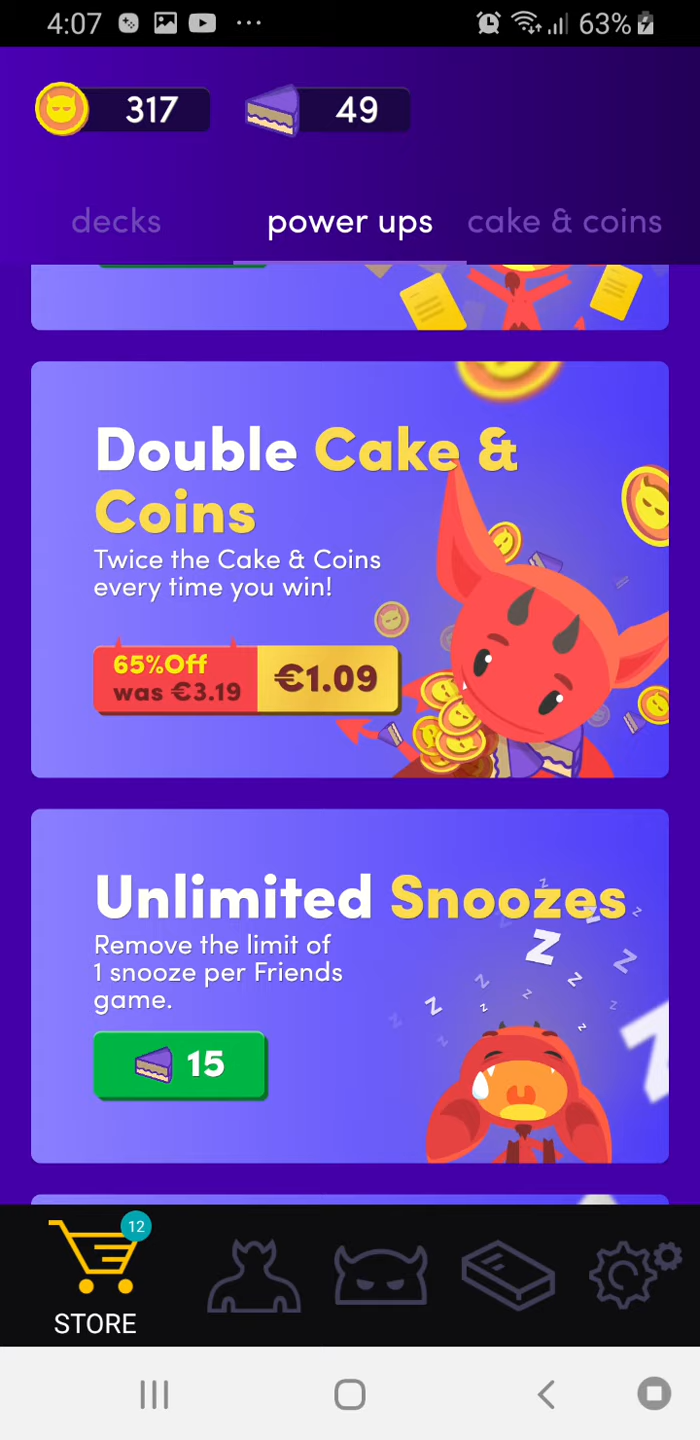 4:07 63%
317 49
decks power ups cake & coins
Double Cake &
Coins
Twice the Cake & Coins
every time you win!
65%Off
was €3.19
€1.09
Unlimited Snoozes
Remove the limit of
1 snooze per Friends
game.
15
12
STORE